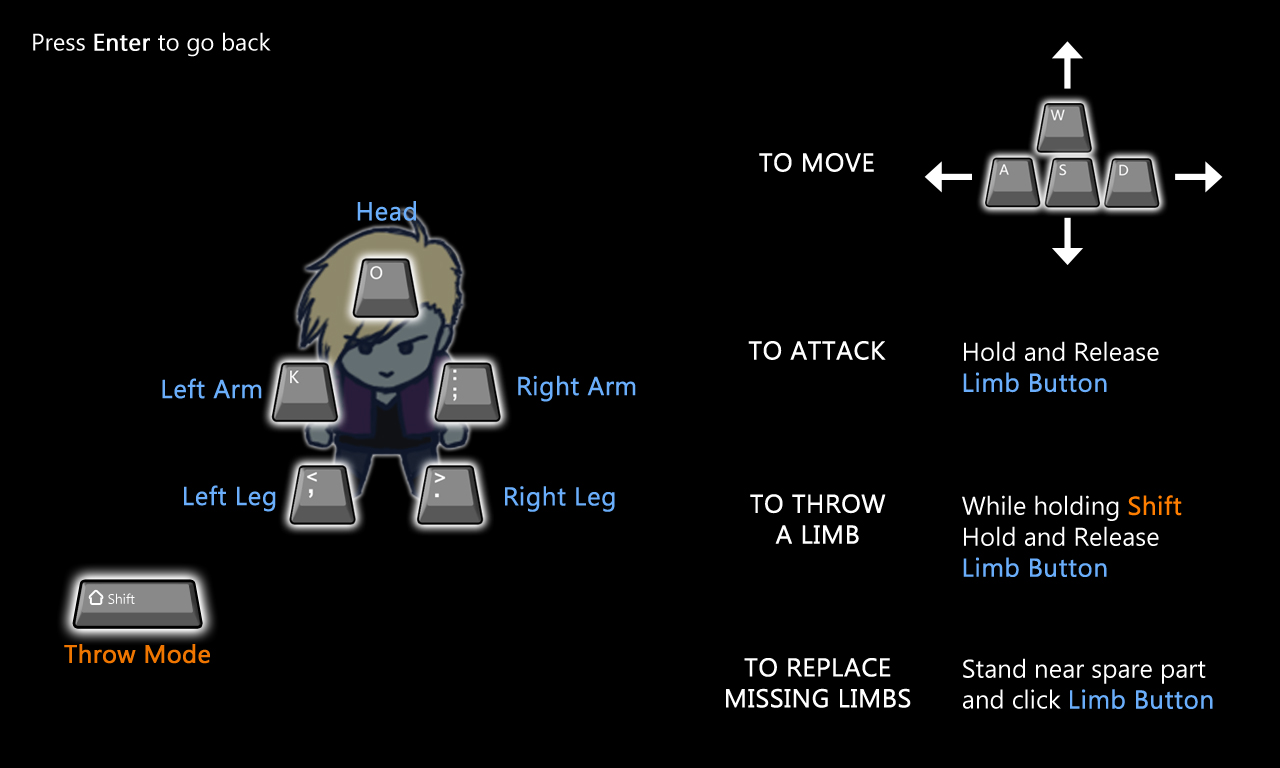 Press Enter to go back
W
TO MOVE
A S D
Head
O
TO ATTACK
Hold and Release
Limb Button
K
:
;
Left Arm
Right Arm
<
,
>
.
Left Leg
Right Leg
TO THROW
A LIMB
While holding Shift
Hold and Release
Limb Button
Shift
Throw Mode
TO REPLACE
MISSING LIMBS
Stand near spare part
and click Limb Button